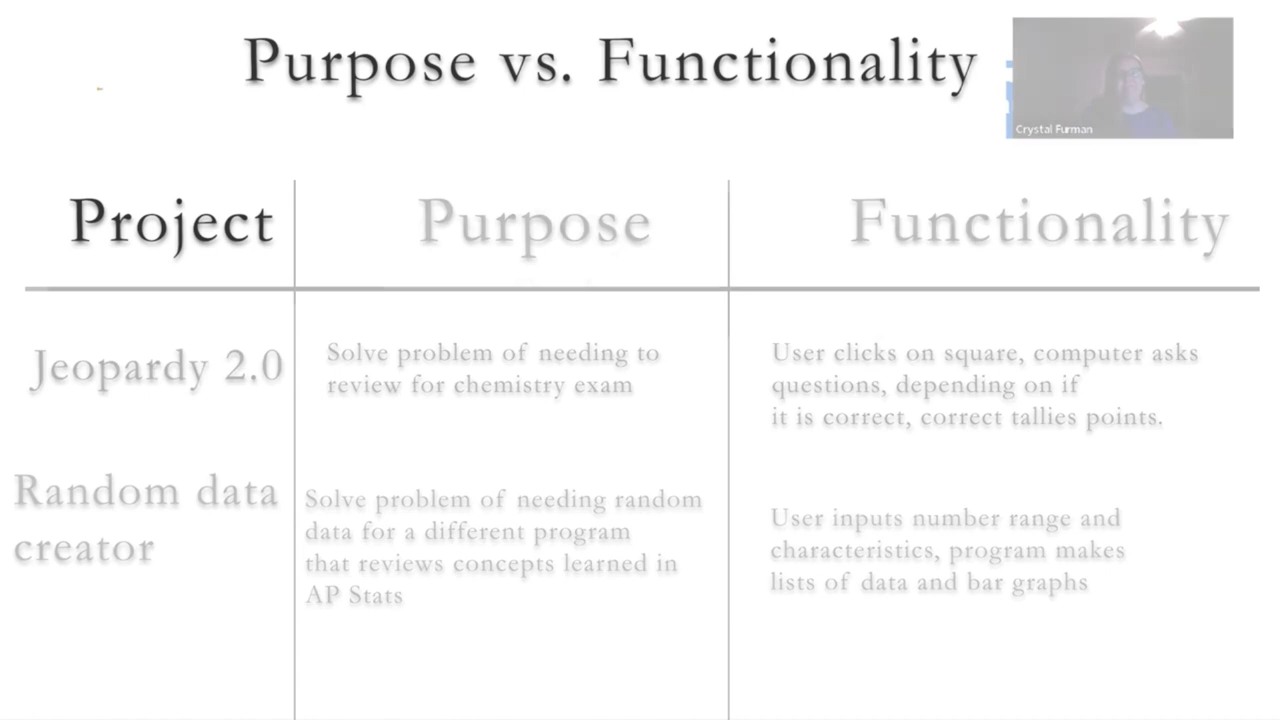 Purpose vs. Functionality
Crystal Furman
Project
Purpose
Functionality
Jeopardy 2.0
Solve problem of needing to
review for chemistry exam
User clicks on square, computer asks
questions, depending on if
it is correct, correct tallies points.
Random data
creator
Solve problem of needing random
data for a different program
that reviews concepts learned in
AP Stats
User inputs number range and
characteristics, program makes
lists of data and bar graphs